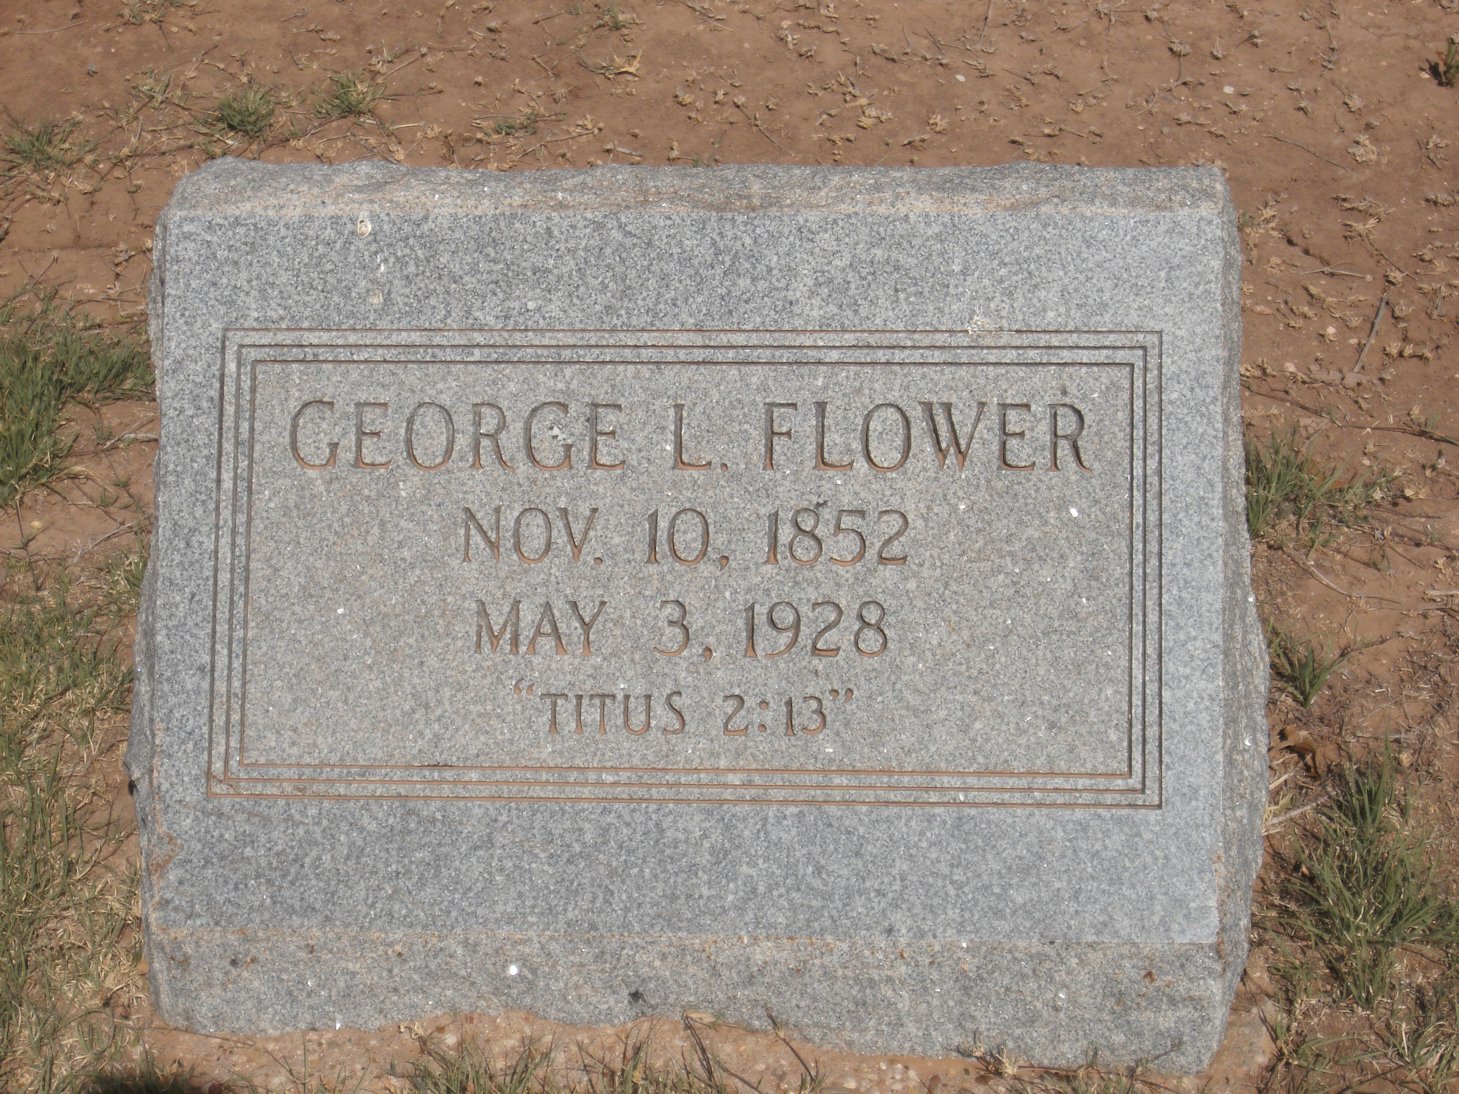 GEORGE L. FLOWER
NOV. 10, 1852
MAY 3, 1928
"TITUS 2:13"